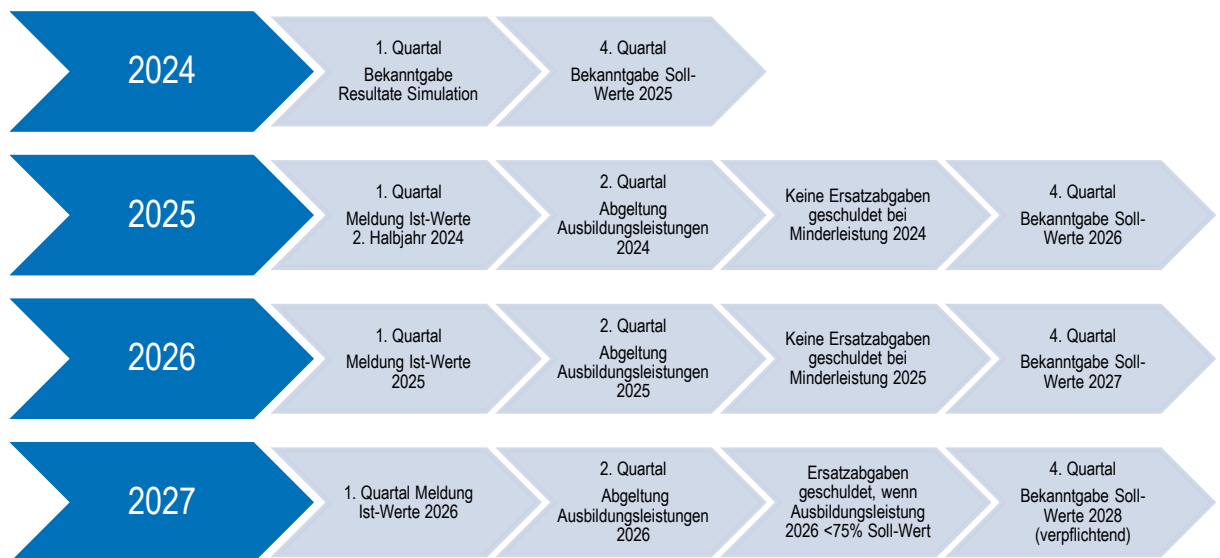 2024
1. Quartal
Bekanntgabe
Resultate Simulation
4. Quartal
Bekanntgabe Soll-
Werte 2025
2025
1. Quartal
Meldung Ist-Werte
2. Halbjahr 2024
2. Quartal
Abgeltung
Ausbildungsleistungen
2024
Keine Ersatzabgaben
geschuldet bei
Minderleistung 2024
4. Quartal
Bekanntgabe Soll-
Werte 2026
2026
1. Quartal
Meldung Ist-Werte
2025
2. Quartal
Abgeltung
Ausbildungsleistungen
2025
Keine Ersatzabgaben
geschuldet bei
Minderleistung 2025
4. Quartal
Bekanntgabe Soll-
Werte 2027
2027
1. Quartal Meldung
Ist-Werte 2026
2. Quartal
Abgeltung
Ausbildungsleistungen
2026
Ersatzabgaben
geschuldet, wenn
Ausbildungsleistung
2026 <75% Soll-Wert
4. Quartal
Bekanntgabe Soll-
Werte 2028
(verpflichtend)